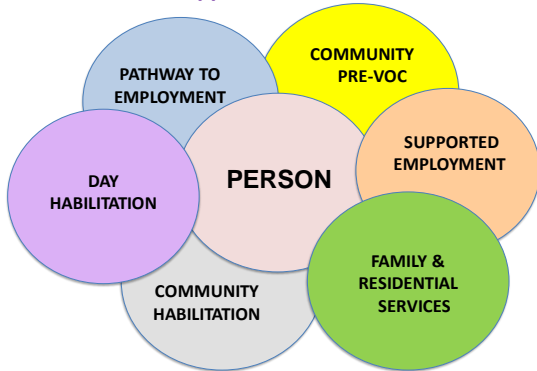 COMMUNITY
PRE-VOC
PATHWAY TO
EMPLOYMENT
SUPPORTED
EMPLOYMENT
PERSON
DAY
HABILITATION
FAMILY &
RESIDENTIAL
SERVICES
COMMUNITY
HABILITATION